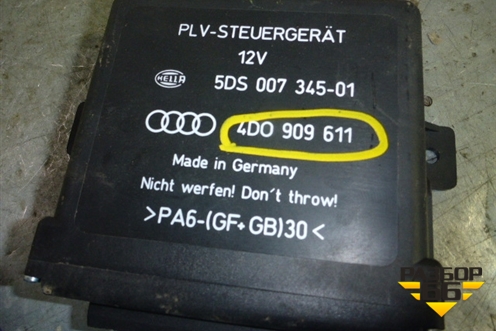 PLV-STEUERGERÄT
12V
HELLA 5DS 007 345-01
4D0 909 611
Made in Germany
Nicht werfen! Don´t throw!
>PA6-(GF+GB)30<
РАЗБОР